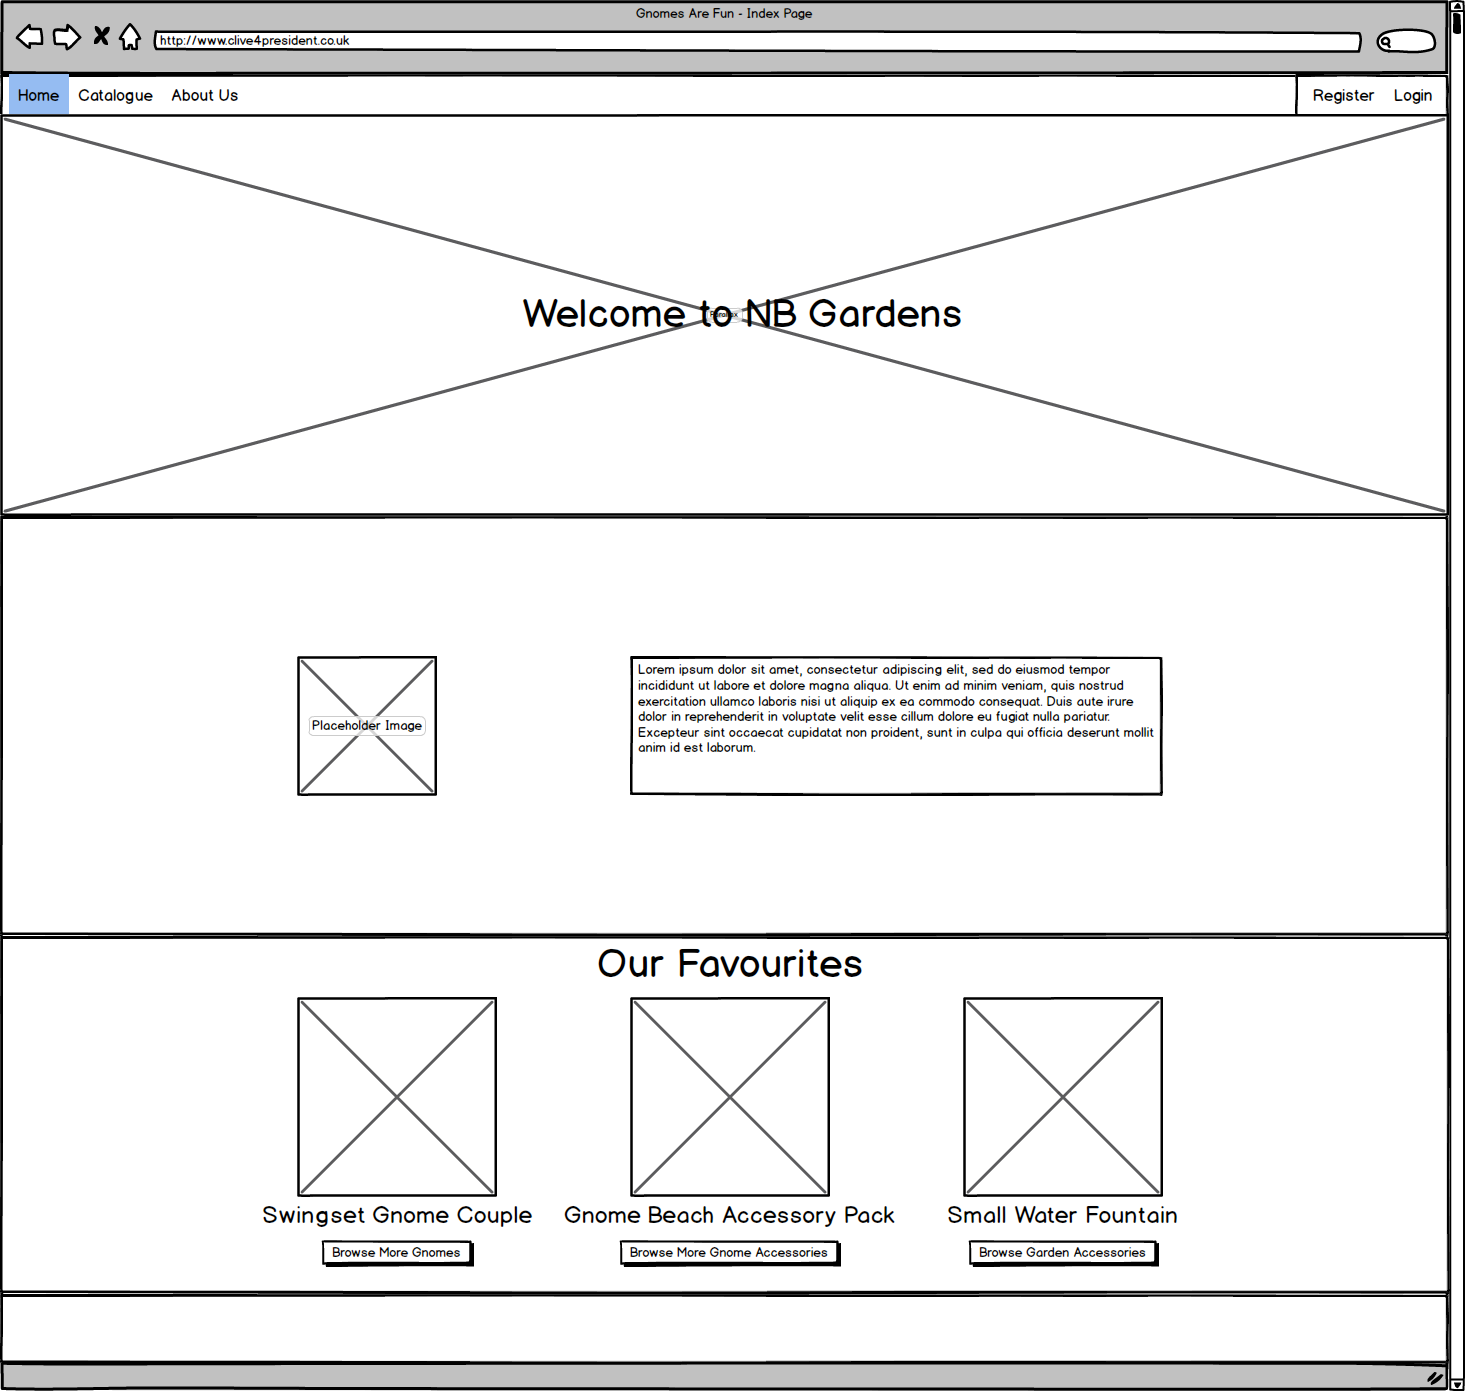 Gnomes Are Fun - Index Page
http://www.clive4president.co.uk
Home Catalogue About Us Register Login
Welcome to NB Gardens
Lorem ipsum dolor sit amet, consectetur adipiscing elit, sed do eiusmod tempor
incididunt ut labore et dolore magna aliqua. Ut enim ad minim veniam, quis nostrud
exercitation ullamco laboris nisi ut aliquip ex ea commodo consequat. Duis aute irure
dolor in reprehenderit in voluptate velit esse cillum dolore eu fugiat nulla pariatur.
Excepteur sint occaecat cupidatat non proident, sunt in culpa qui officia deserunt mollit
anim id est laborum.
Placeholder Image
Our Favourites
Swingset Gnome Couple Gnome Beach Accessory Pack Small Water Fountain
Browse More Gnomes Browse More Gnome Accessories Browse Garden Accessories